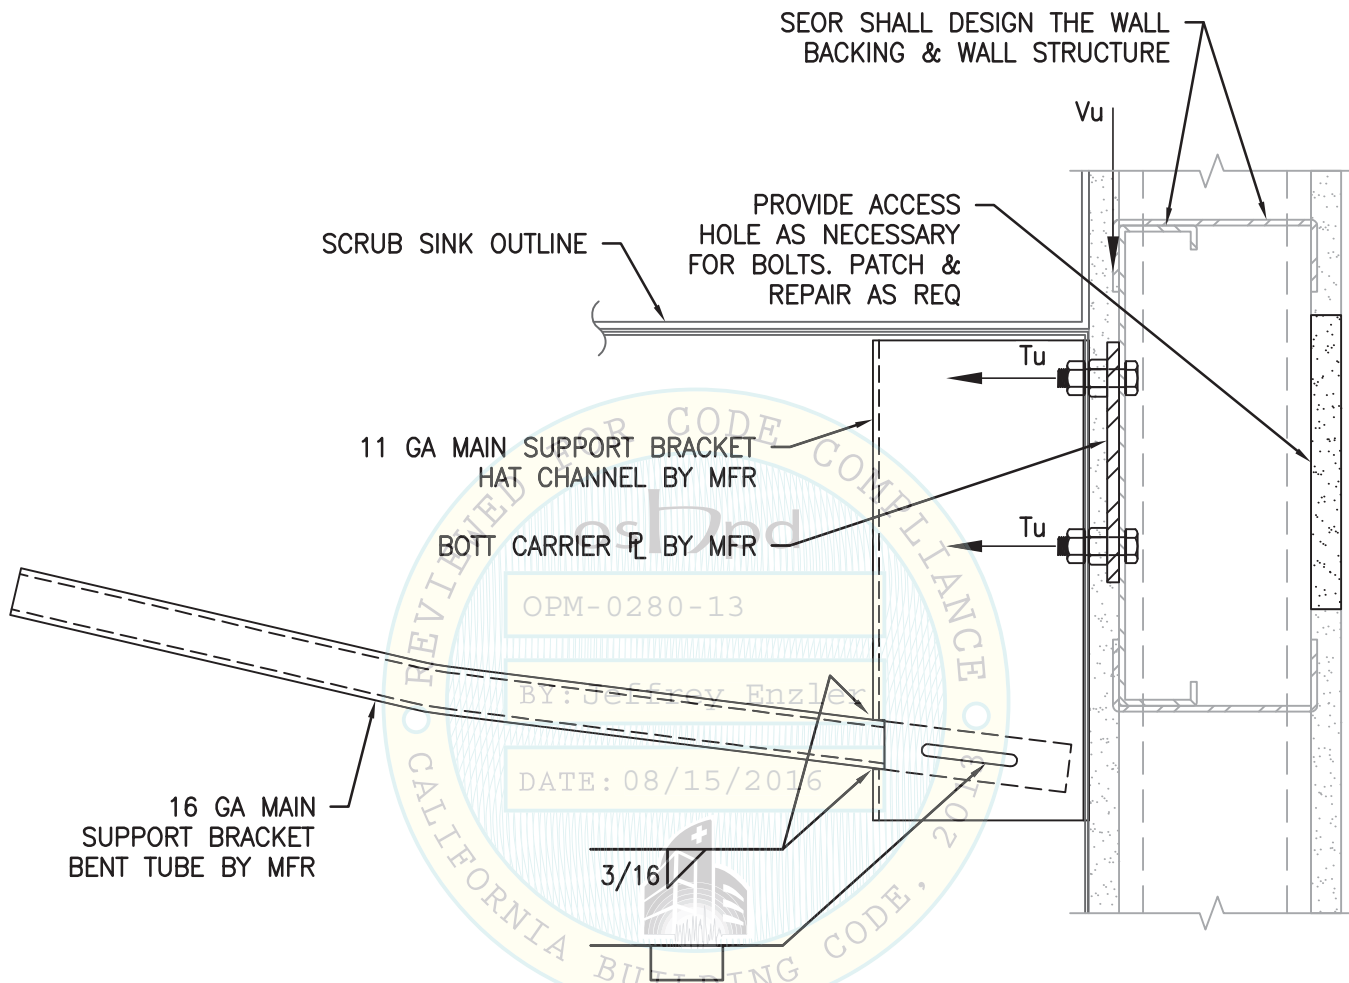 SEOR SHALL DESIGN THE WALL
BACKING & WALL STRUCTURE
Vu
PROVIDE ACCESS
HOLE AS NECESSARY
FOR BOLTS. PATCH &
REPAIR AS REQ
SCRUB SINK OUTLINE
Tu
11 GA MAIN SUPPORT BRACKET
HAT CHANNEL BY MFR
Tu
BOTT CARRIER ℄ BY MFR
16 GA MAIN
SUPPORT BRACKET
BENT TUBE BY MFR
3/16
REVIEWED FOR CODE COMPLIANCE
oshpd
OPM-0280-13
BY: Jeffrey Enzler
DATE: 08/15/2016
CALIFORNIA BUILDING CODE, 2013